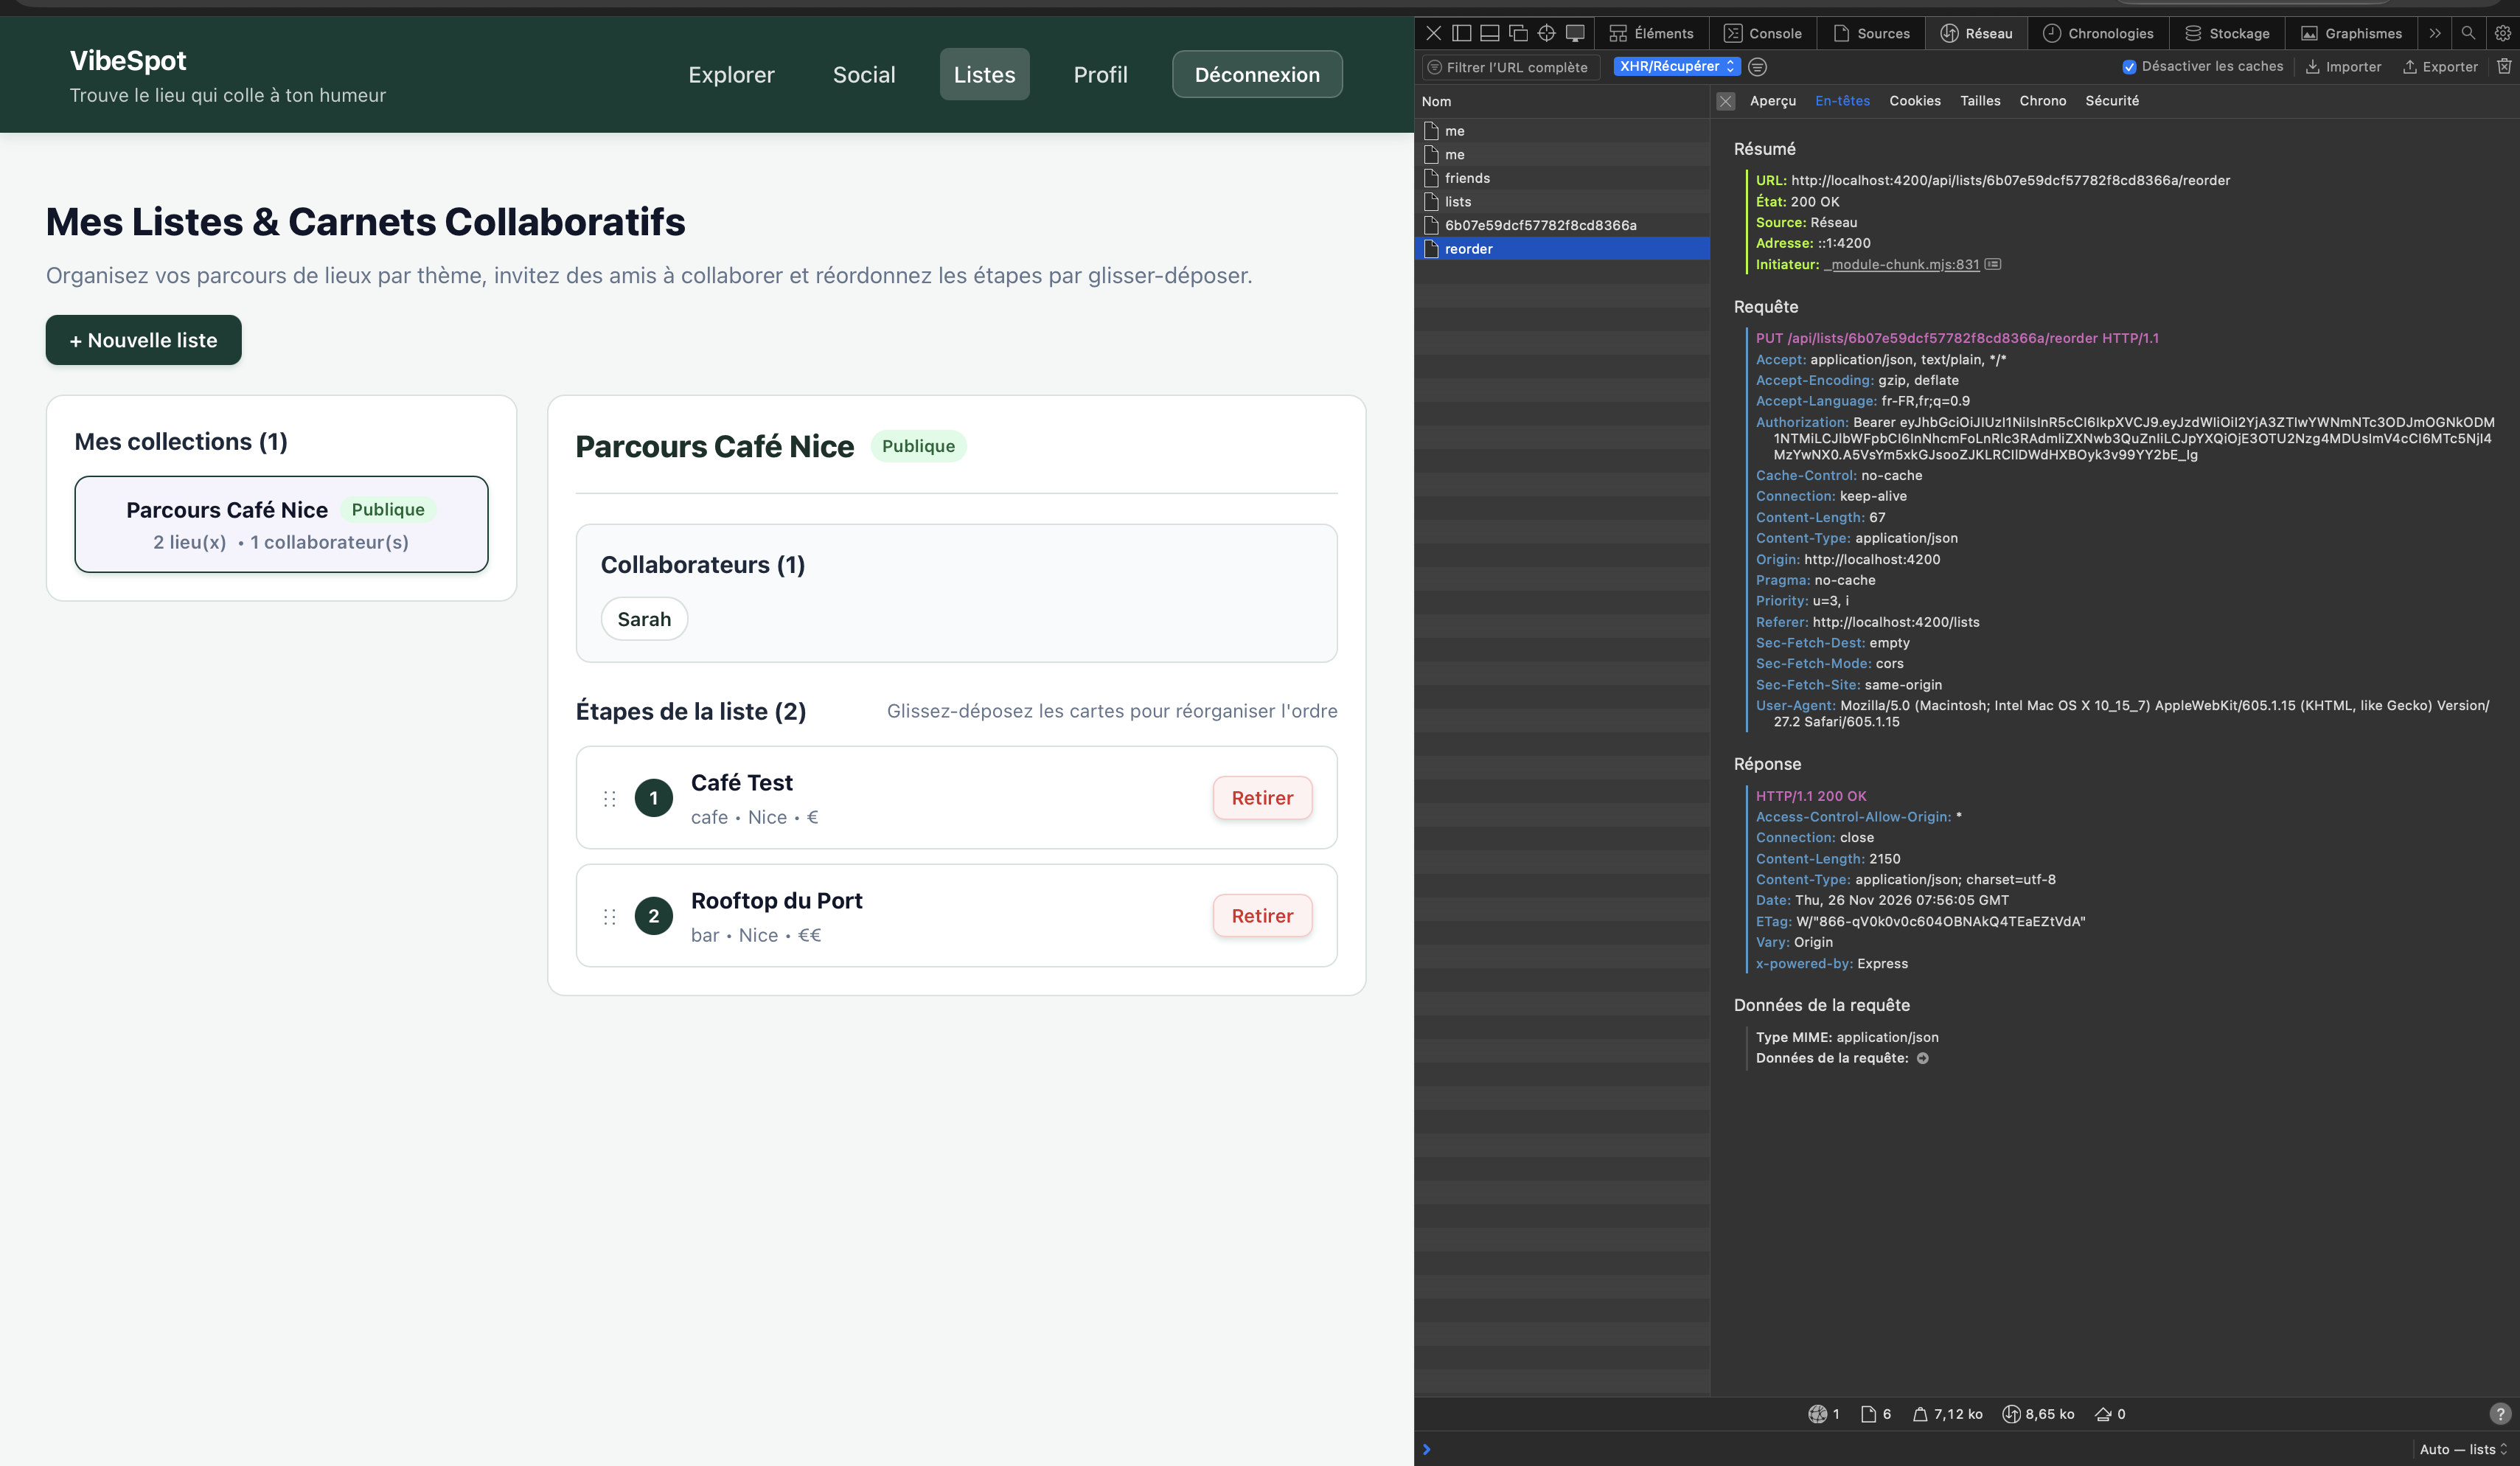 VibeSpot
Trouve le lieu qui colle à ton humeur
Explorer
Social
Listes
Profil
Déconnexion
Mes Listes & Carnets Collaboratifs
Organisez vos parcours de lieux par thème, invitez des amis à collaborer et réordonnez les étapes par glisser-déposer.
+ Nouvelle liste
Mes collections (1)
Parcours Café Nice Publique
2 lieu(x) • 1 collaborateur(s)
Parcours Café Nice Publique
Collaborateurs (1)
Sarah
Étapes de la liste (2)
Glissez-déposez les cartes pour réorganiser l'ordre
1
Café Test
cafe • Nice • €
Retirer
2
Rooftop du Port
bar • Nice • €€
Retirer
Éléments
Console
Sources
Réseau
Chronologies
Stockage
Graphismes
Filtrer l'URL complète
XHR/Récupérer
Désactiver les caches
Importer
Exporter
Nom
me
me
friends
lists
6b07e59dcf57782f8cd8366a
reorder
Aperçu
En-têtes
Cookies
Tailles
Chrono
Sécurité
Résumé
URL: http://localhost:4200/api/lists/6b07e59dcf57782f8cd8366a/reorder
État: 200 OK
Source: Réseau
Adresse: ::1:4200
Initiateur: _module-chunk.mjs:831
Requête
PUT /api/lists/6b07e59dcf57782f8cd8366a/reorder HTTP/1.1
Accept: application/json, text/plain, */*
Accept-Encoding: gzip, deflate
Accept-Language: fr-FR,fr;q=0.9
Authorization: Bearer
Cache-Control: no-cache
Connection: keep-alive
Content-Length: 67
Content-Type: application/json
Origin: http://localhost:4200
Pragma: no-cache
Priority: u=3, i
Referer: http://localhost:4200/lists
Sec-Fetch-Dest: empty
Sec-Fetch-Mode: cors
Sec-Fetch-Site: same-origin
User-Agent: Mozilla/5.0 (Macintosh; Intel Mac OS X 10_15_7) AppleWebKit/605.1.15 (KHTML, like Gecko) Version/
27.2 Safari/605.1.15
Réponse
HTTP/1.1 200 OK
Access-Control-Allow-Origin: *
Connection: close
Content-Length: 2150
Content-Type: application/json; charset=utf-8
Date: Thu, 26 Nov 2026 07:56:05 GMT
ETag: W/"866-qV0k0v0c604OBNAkQ4TEaEZtVdA"
Vary: Origin
x-powered-by: Express
Données de la requête
Type MIME: application/json
Données de la requête:
1
6
7,12 ko
8,65 ko
0
?
Auto — lists